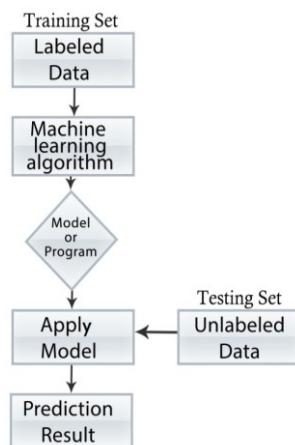 Training Set
Labeled
Data
Machine
learning
algorithm
Model
or
Program
Testing Set
Apply
Model
Unlabeled
Data
Prediction
Result